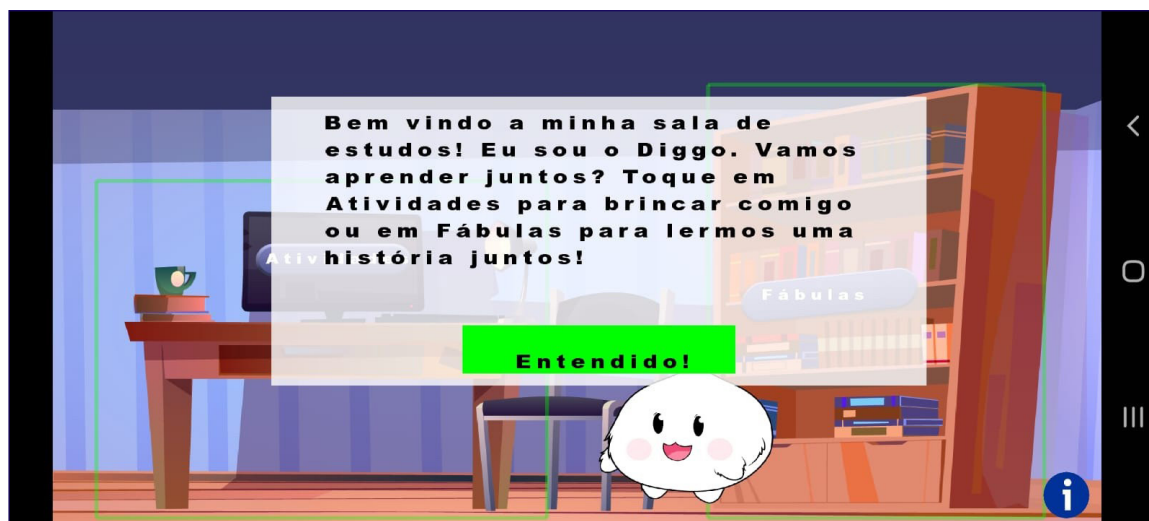 Bem vindo a minha sala de
estudos! Eu sou o Diggo. Vamos
aprender juntos? Toque em
Atividades para brincar comigo
ou em Fábulas para lermos uma
história juntos!
Fábulas
Entendido!
i